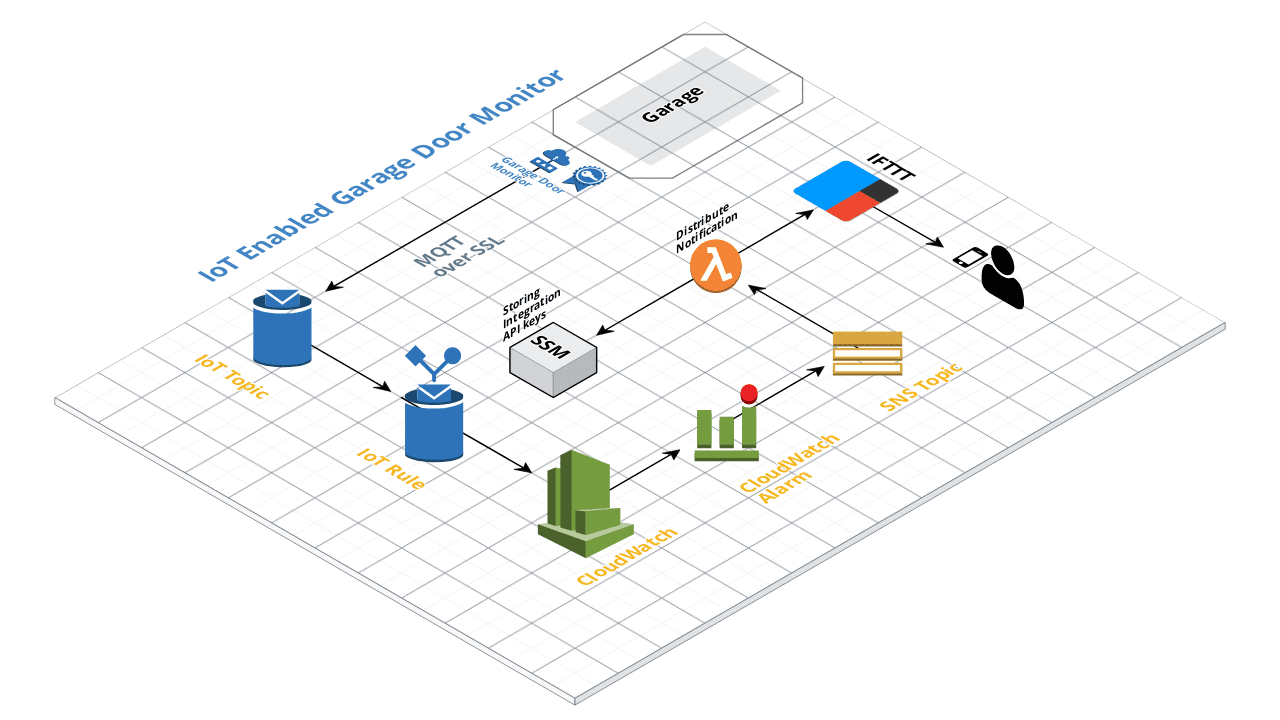 IoT Enabled Garage Door Monitor
Garage
Garage Door
Monitor
IFTTT
MQTT
over SSL
Distribute
Notification
Storing
Integration
API keys
SSM
IoT Topic
SNS Topic
IoT Rule
CloudWatch
Alarm
CloudWatch